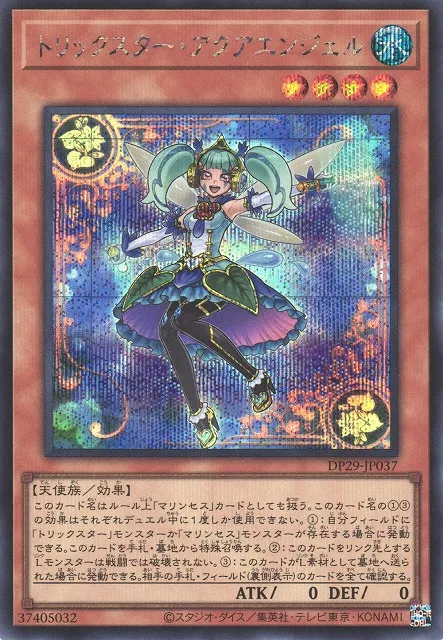 トリックスター・アクアエンジェル
水
DP29-JP037
【天使族／効果】
このカード名はルール上「マリンセス」カードとしても扱う。このカード名の①③
の効果はそれぞれデュエル中に１度しか使用できない。①：自分フィールドに
「トリックスター」モンスターか「マリンセス」モンスターが存在する場合に発動
できる。このカードを手札・墓地から特殊召喚する。②：このカードをリンク先とする
Lモンスターは戦闘では破壊されない。③：このカードがL素材として墓地へ送ら
れた場合に発動できる。相手の手札・フィールド（裏側表示）のカードを全て確認する。
ATK/ 0 DEF/ 0
37405032 ©スタジオ・ダイス／集英社・テレビ東京・KONAMI